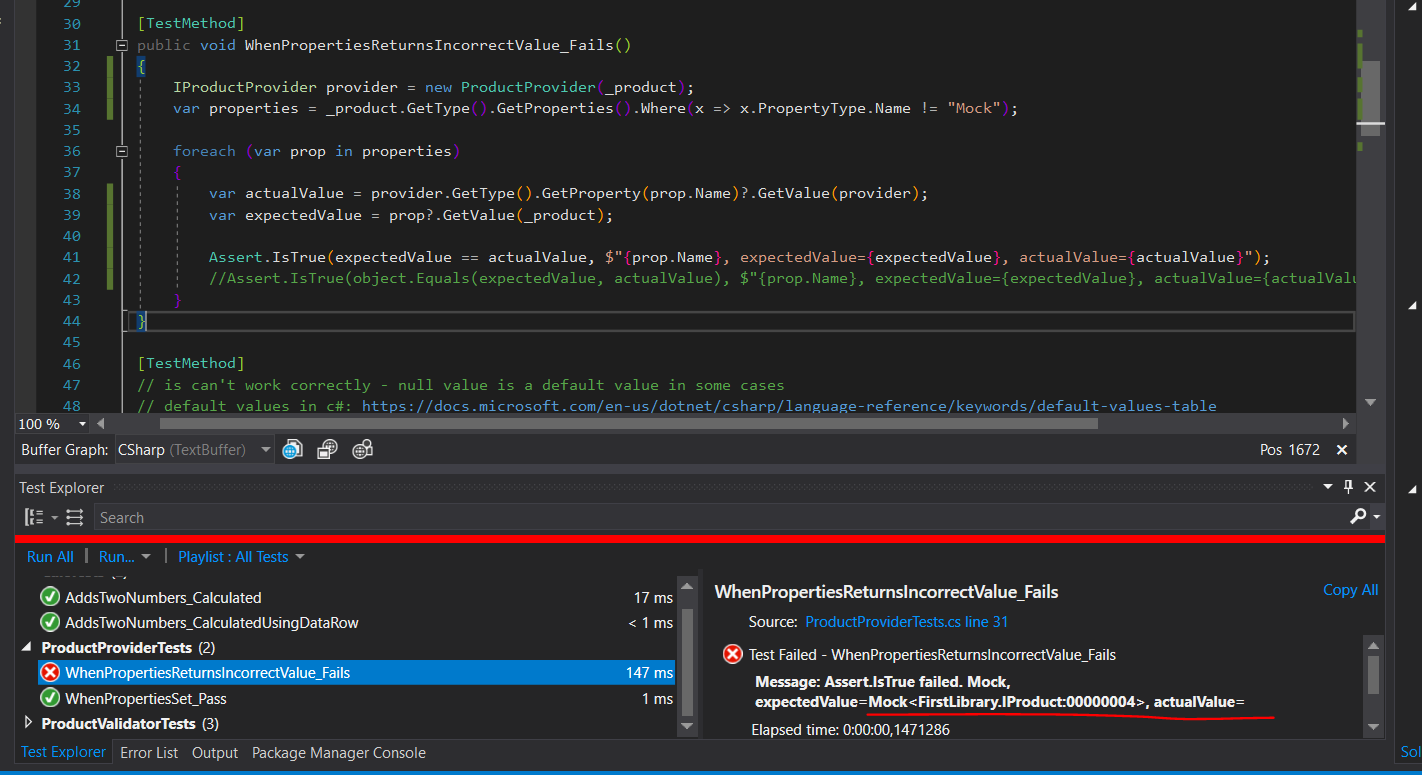 29
30 [TestMethod]
31 public void WhenPropertiesReturnsIncorrectValue_Fails()
32 {
33 IProductProvider provider = new ProductProvider(_product);
34 var properties = _product.GetType().GetProperties().Where(x => x.PropertyType.Name != "Mock");
35
36 foreach (var prop in properties)
37 {
38 var actualValue = provider.GetType().GetProperty(prop.Name)?.GetValue(provider);
39 var expectedValue = prop?.GetValue(_product);
40
41 Assert.IsTrue(expectedValue == actualValue, $"{prop.Name}, expectedValue={expectedValue}, actualValue={actualValue}");
42 //Assert.IsTrue(object.Equals(expectedValue, actualValue), $"{prop.Name}, expectedValue={expectedValue}, actualValue={actualValu
43 }
44 }
45
46 [TestMethod]
47 // is can't work correctly - null value is a default value in some cases
48 // default values in c#: https://docs.microsoft.com/en-us/dotnet/csharp/language-reference/keywords/default-values-table
100 %
Buffer Graph: CSharp (TextBuffer) Pos 1672
Test Explorer
Search
Run All | Run... | Playlist : All Tests
AddsTwoNumbers_Calculated 17 ms
AddsTwoNumbers_CalculatedUsingDataRow < 1 ms
ProductProviderTests (2)
WhenPropertiesReturnsIncorrectValue_Fails 147 ms
WhenPropertiesSet_Pass 1 ms
ProductValidatorTests (3)
WhenPropertiesReturnsIncorrectValue_Fails Copy All
Source: ProductProviderTests.cs line 31
Test Failed - WhenPropertiesReturnsIncorrectValue_Fails
Message: Assert.IsTrue failed. Mock,
expectedValue=Mock<FirstLibrary.IProduct:00000004>, actualValue=
Elapsed time: 0:00:00,1471286
Test Explorer Error List Output Package Manager Console
Sol